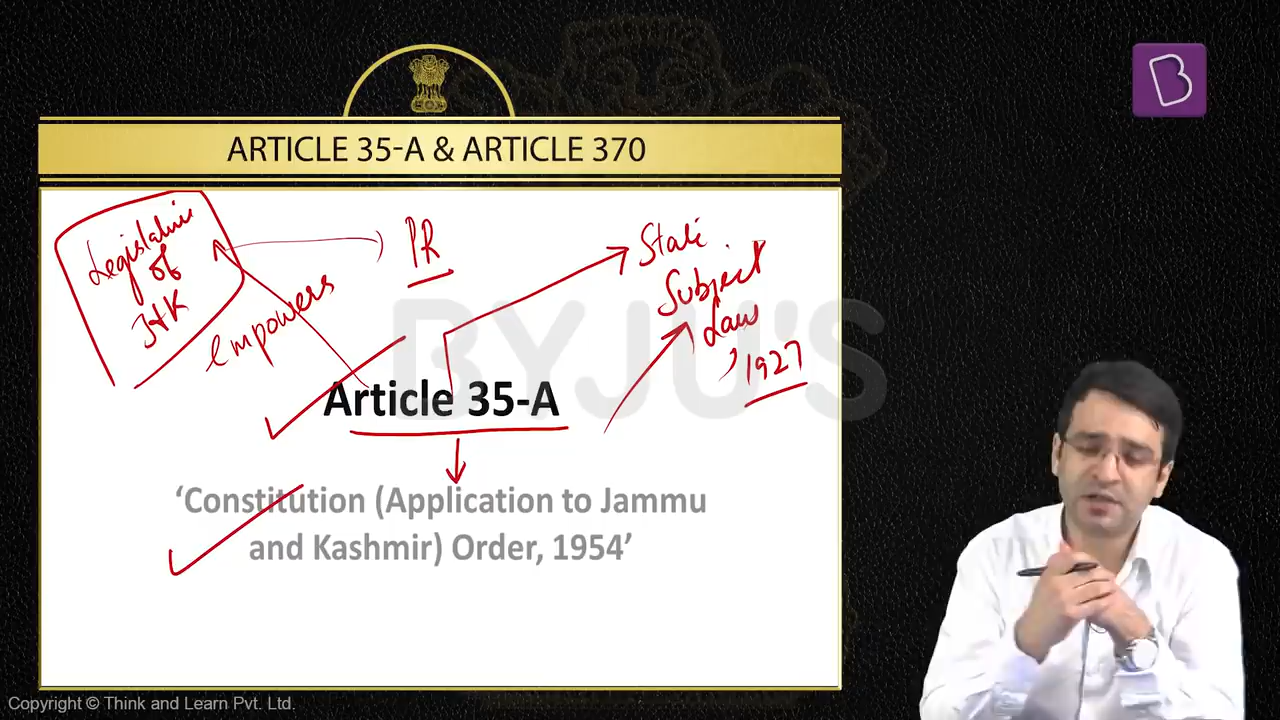 B
ARTICLE 35-A & ARTICLE 370
Legislature
of
J&K
PR
empowers
State
Subject
Law
, 1927
BYJU'S
Article 35-A
‘Constitution (Application to Jammu
and Kashmir) Order, 1954’
Copyright © Think and Learn Pvt. Ltd.